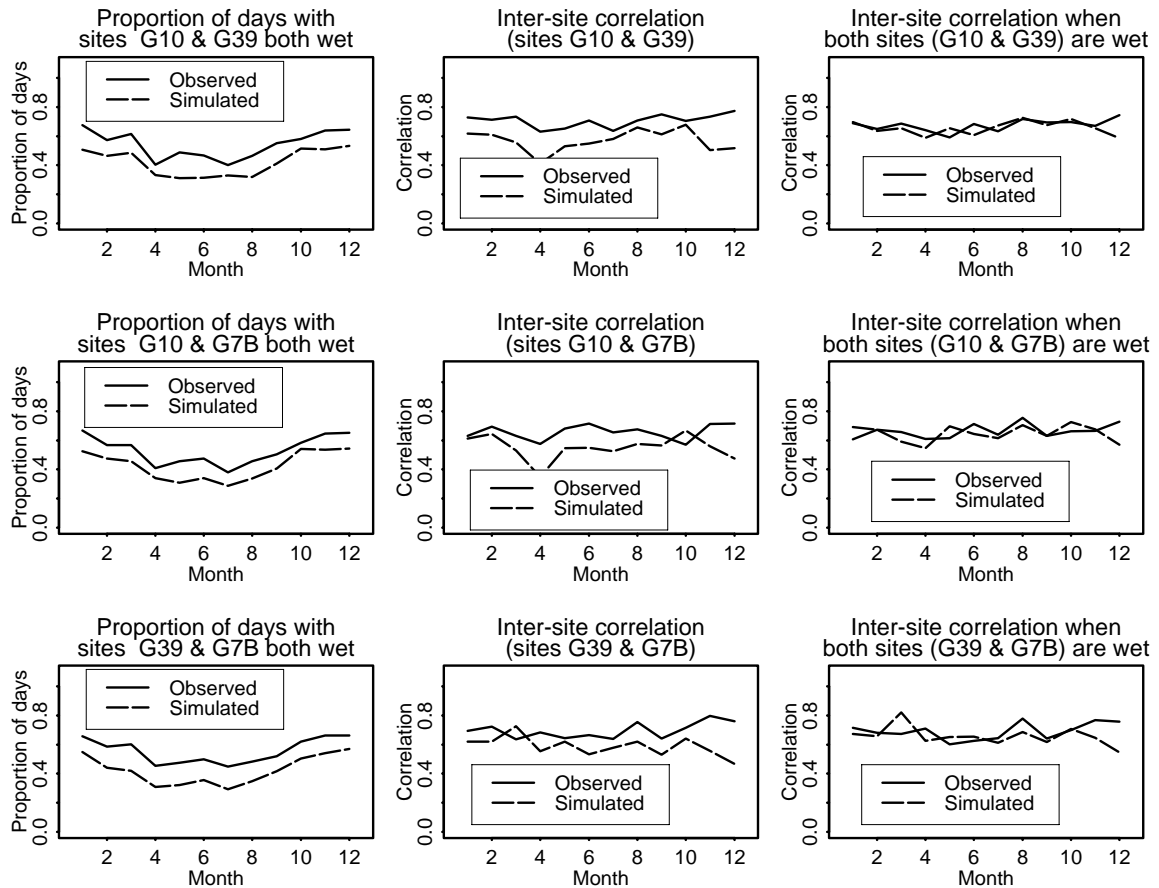 Proportion of days with
sites G10 & G39 both wet
Proportion of days
0.0 0.4 0.8
Observed
Simulated
2 4 6 8 10 12
Month
Inter-site correlation
(sites G10 & G39)
Correlation
0.0 0.4 0.8
Observed
Simulated
2 4 6 8 10 12
Month
Inter-site correlation when
both sites (G10 & G39) are wet
Correlation
0.0 0.4 0.8
Observed
Simulated
2 4 6 8 10 12
Month
Proportion of days with
sites G10 & G7B both wet
Proportion of days
0.0 0.4 0.8
Observed
Simulated
2 4 6 8 10 12
Month
Inter-site correlation
(sites G10 & G7B)
Correlation
0.0 0.4 0.8
Observed
Simulated
2 4 6 8 10 12
Month
Inter-site correlation when
both sites (G10 & G7B) are wet
Correlation
0.0 0.4 0.8
Observed
Simulated
2 4 6 8 10 12
Month
Proportion of days with
sites G39 & G7B both wet
Proportion of days
0.0 0.4 0.8
Observed
Simulated
2 4 6 8 10 12
Month
Inter-site correlation
(sites G39 & G7B)
Correlation
0.0 0.4 0.8
Observed
Simulated
2 4 6 8 10 12
Month
Inter-site correlation when
both sites (G39 & G7B) are wet
Correlation
0.0 0.4 0.8
Observed
Simulated
2 4 6 8 10 12
Month